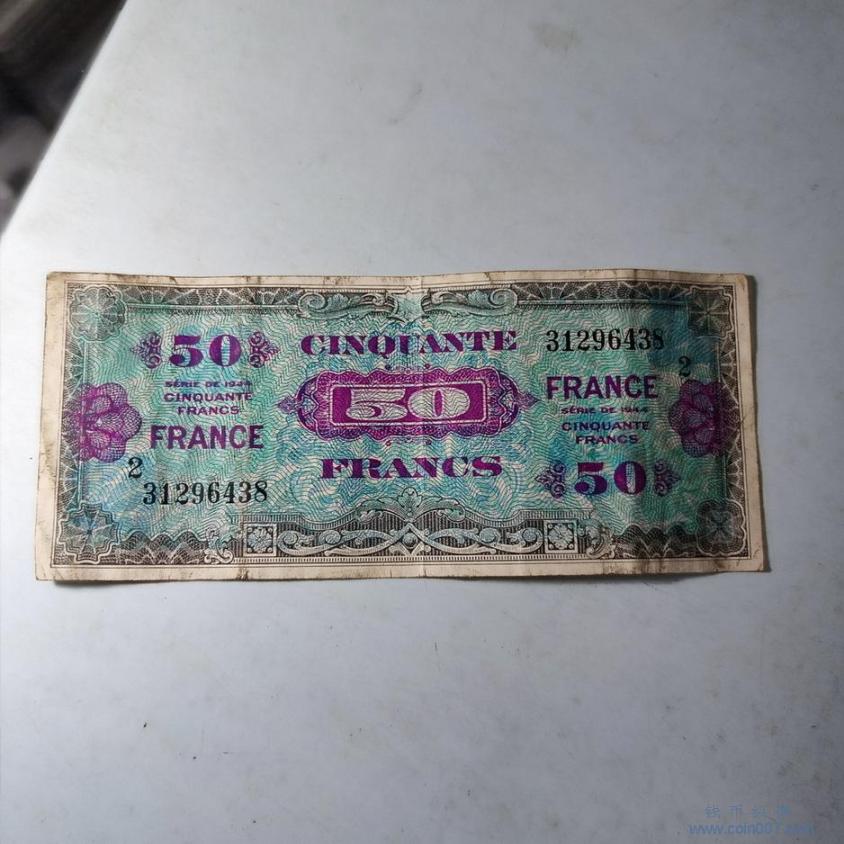 50
SÉRIE DE 1944
CINQUANTE
FRANCS
FRANCE
2
31296438
CINQUANTE
50
FRANCS
31296438
2
FRANCE
SÉRIE DE 1944
CINQUANTE
FRANCS
50
www.coin007.com